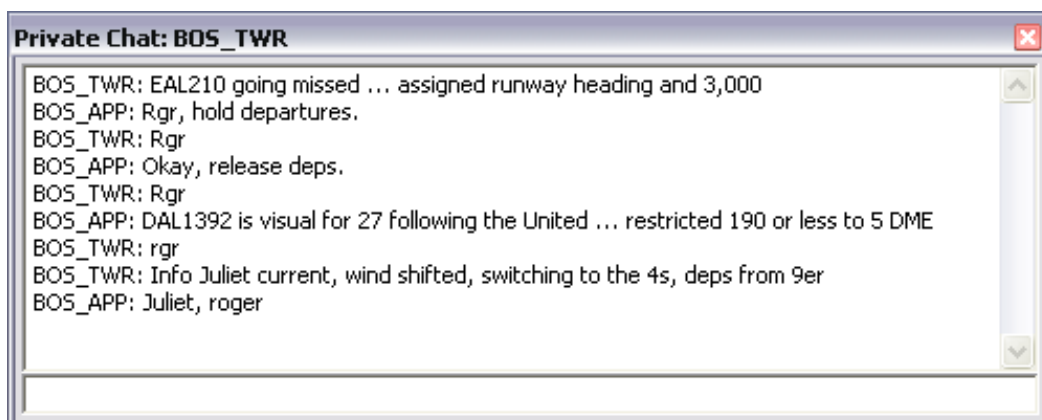 Private Chat: BOS_TWR
BOS_TWR: EAL210 going missed ... assigned runway heading and 3,000
BOS_APP: Rgr, hold departures.
BOS_TWR: Rgr
BOS_APP: Okay, release deps.
BOS_TWR: Rgr
BOS_APP: DAL1392 is visual for 27 following the United ... restricted 190 or less to 5 DME
BOS_TWR: rgr
BOS_TWR: Info Juliet current, wind shifted, switching to the 4s, deps from 9er
BOS_APP: Juliet, roger